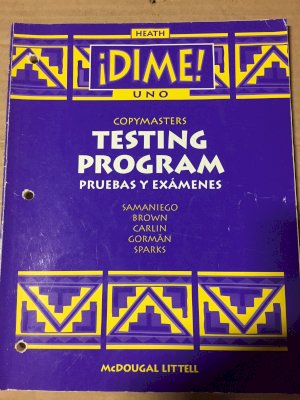 HEATH
¡DIME!
UNO
COPYMASTERS
TESTING
PROGRAM
PRUEBAS Y EXÁMENES
SAMANIEGO
BROWN
CARLIN
GORMÁN
SPARKS
McDOUGAL LITTELL